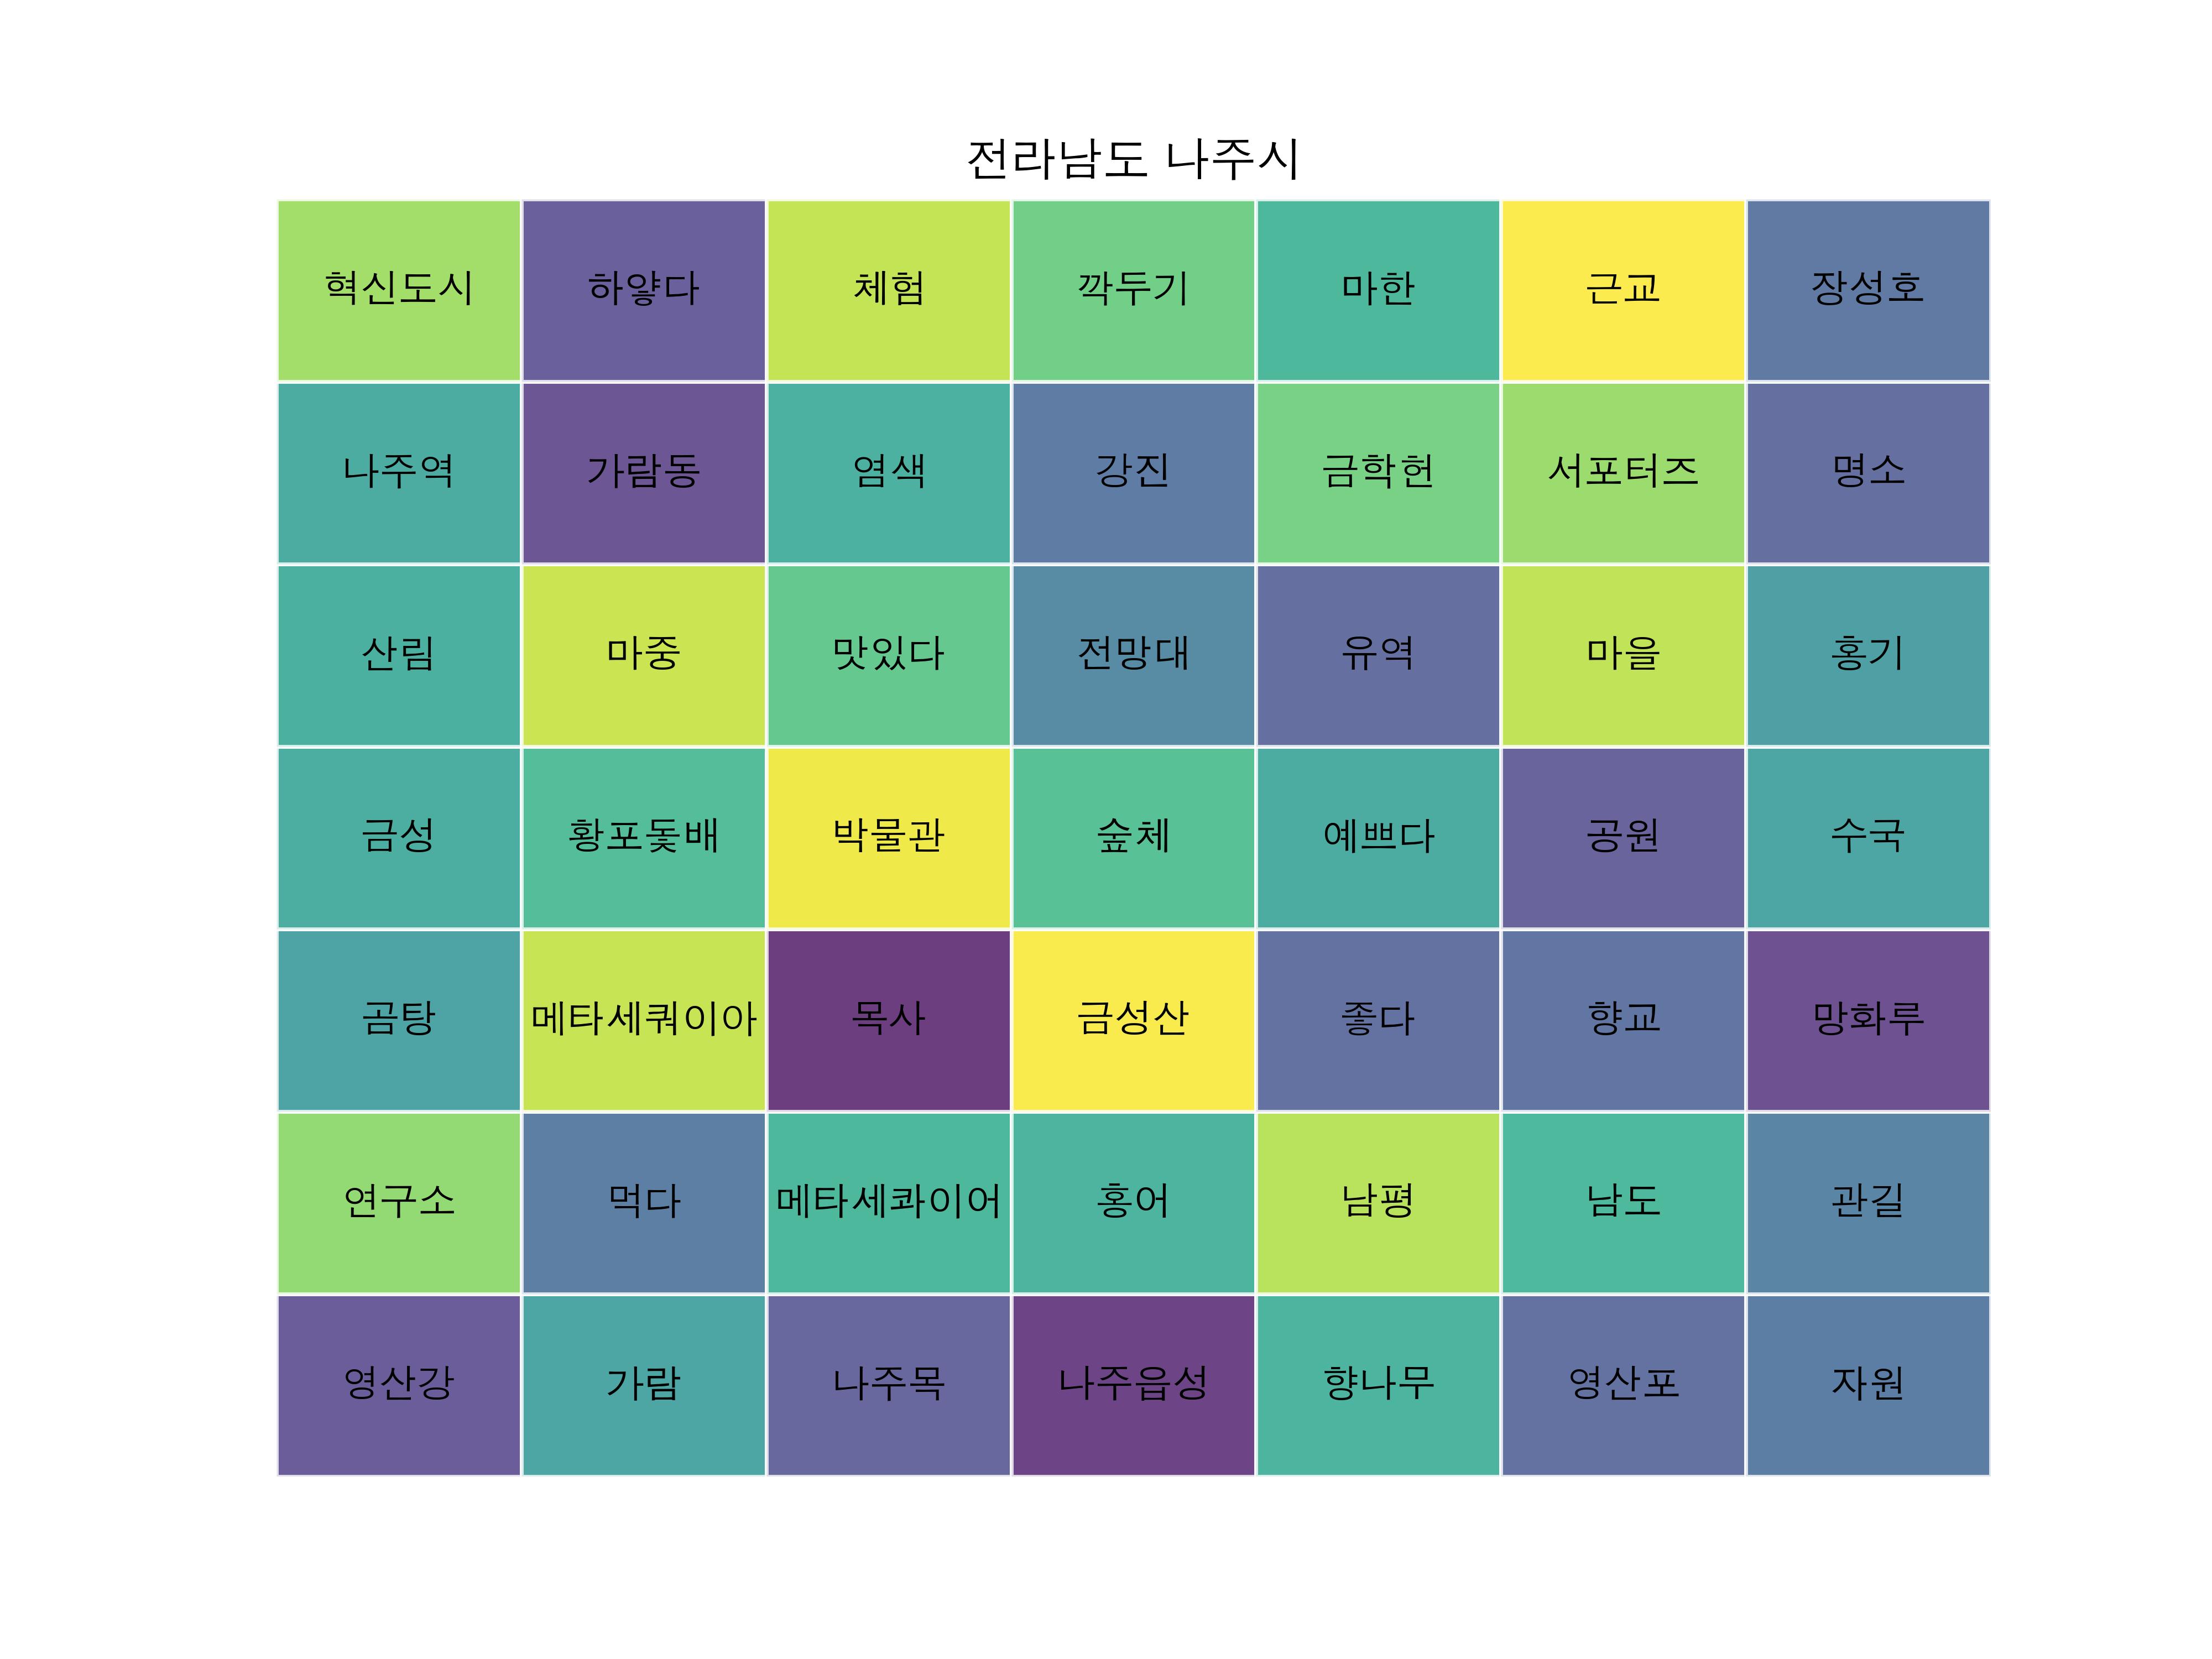 전라남도 나주시
혁신도시 하얗다 체험 깍두기 마한 근교 장성호
나주역 가람동 염색 강진 금학헌 서포터즈 명소
산림 마중 맛있다 전망대 유역 마을 홍기
금성 황포돛배 박물관 숲체 예쁘다 공원 수국
곰탕 메타세쿼이아 목사 금성산 좋다 향교 망화루
연구소 먹다 메타세콰이어 홍어 남평 남도 관길
영산강 가람 나주목 나주읍성 향나무 영산포 자원